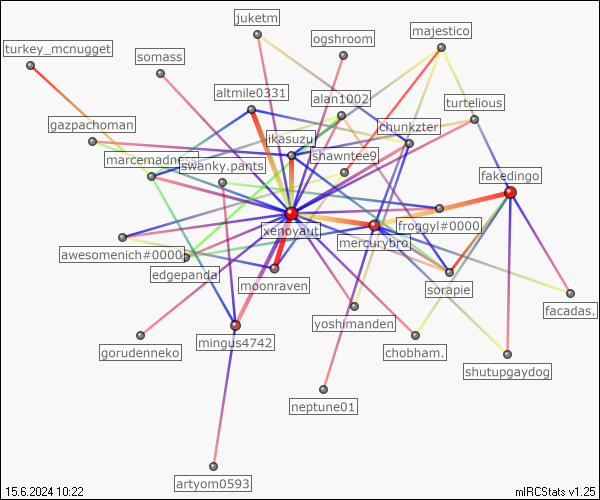 juketm
majestico
ogshroom
turkey_mcnugget
somass
altmile0331
alan1002
turtelious
gazpachoman
chunkzter
ikasuzu
shawntee9
marcemadness
swanky.pants
fakedingo
xenoyaut
froggyl#0000
mercurybro
awesomenich#0000
edgepanda
moonraven
sorapie
facadas.
yoshimanden
mingus4742
gorudenneko
chobham.
shutupgaydog
neptune01
artyom0593
15.6.2024 10:22
mIRCStats v1.25